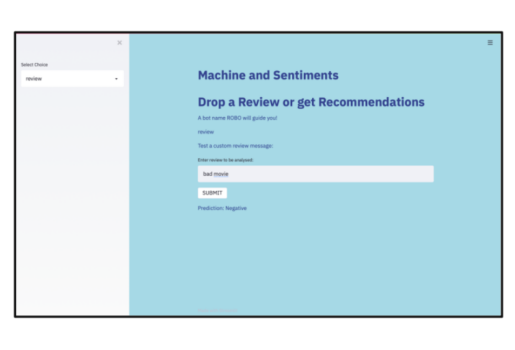 Select Choice
review
Machine and Sentiments
Drop a Review or get Recommendations
A bot name ROBO will guide you!
review
Test a custom review message:
Enter review to be analysed:
bad movie
SUBMIT
Prediction: Negative